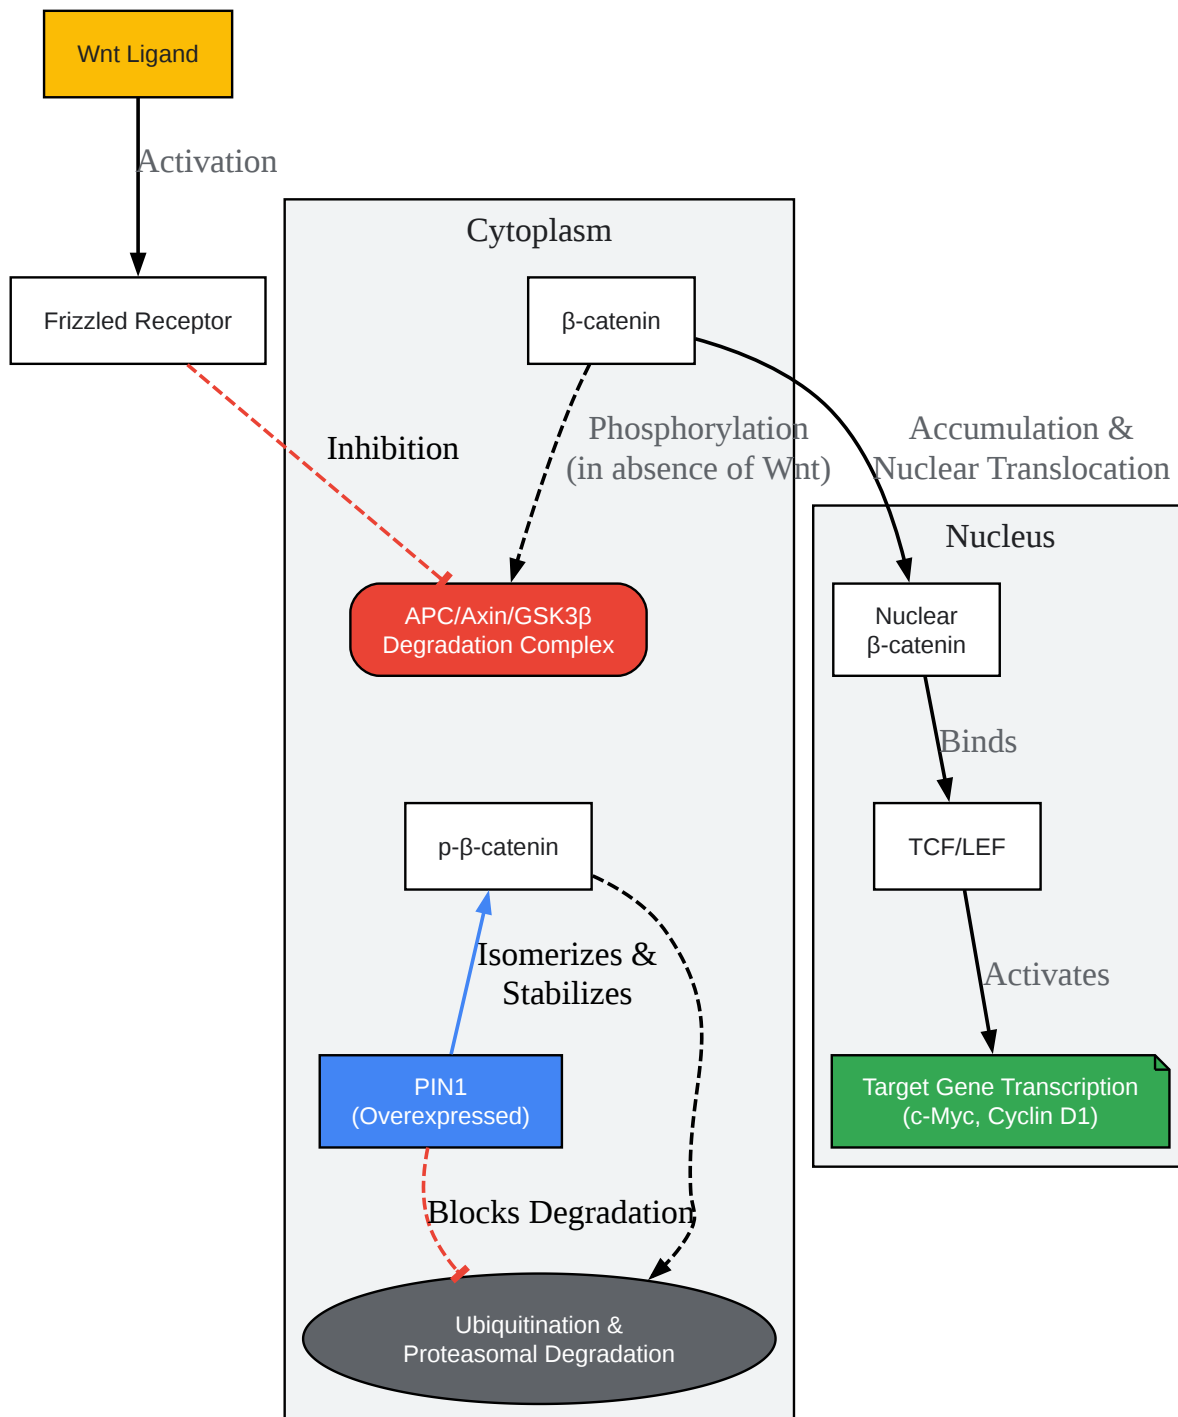 Wnt Ligand
Activation
Cytoplasm
Frizzled Receptor
β-catenin
Inhibition
Phosphorylation
(in absence of Wnt)
Accumulation &
Nuclear Translocation
Nucleus
APC/Axin/GSK3β
Degradation Complex
Nuclear
β-catenin
Binds
p-β-catenin
TCF/LEF
Isomerizes &
Stabilizes
Activates
PIN1
(Overexpressed)
Target Gene Transcription
(c-Myc, Cyclin D1)
Blocks Degradation
Ubiquitination &
Proteasomal Degradation